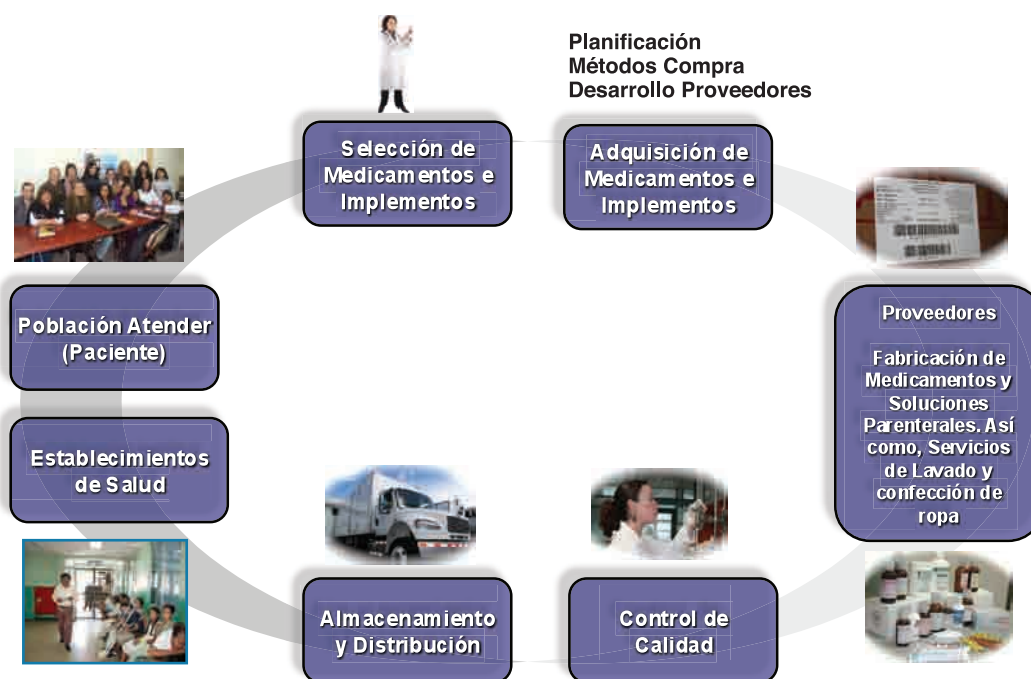 Planificación
Métodos Compra
Desarrollo Proveedores
Selección de
Medicamentos e
Implementos
Adquisición de
Medicamentos e
Implementos
Proveedores
Fabricación de
Medicamentos y
Soluciones
Parenterales. Así
como, Servicios
de Lavado y
confección de
ropa
Población Atender
(Paciente)
Establecimientos
de Salud
Almacenamiento
y Distribución
Control de
Calidad